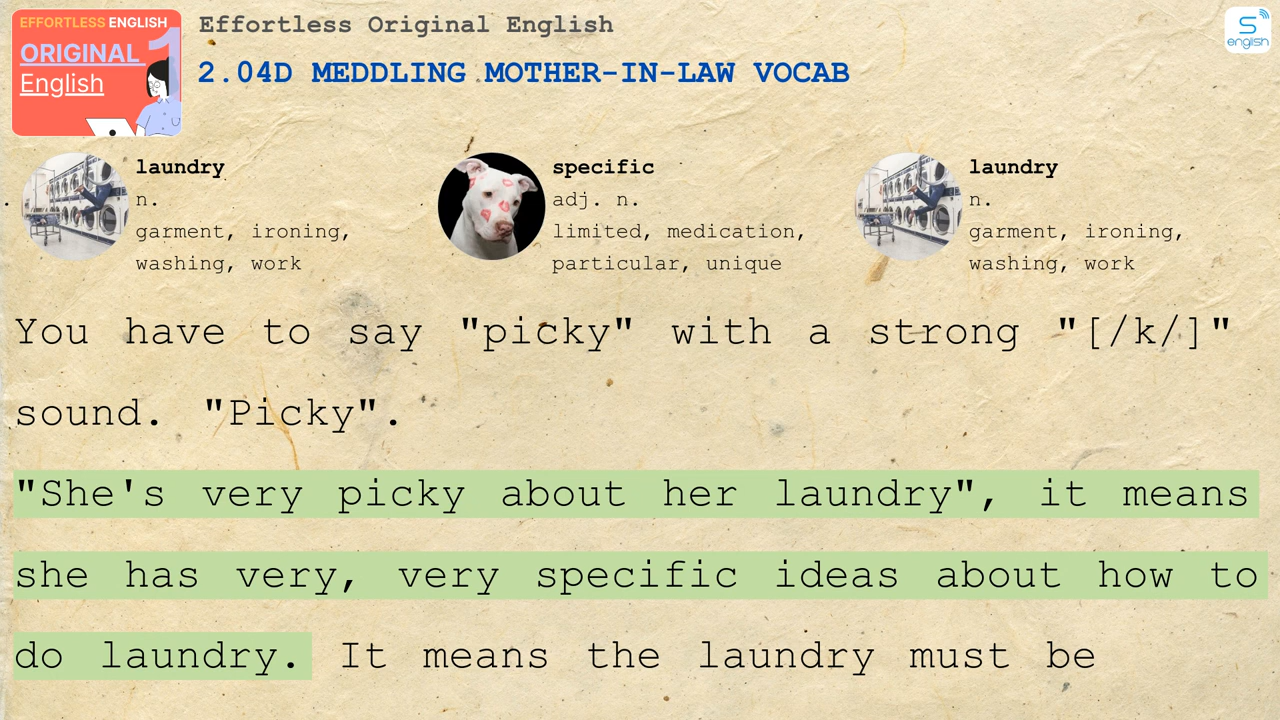 EFFORTLESS ENGLISH
ORIGINAL 1
English
Effortless Original English
2.04D MEDDLING MOTHER-IN-LAW VOCAB
S
english
laundry
n.
garment, ironing,
washing, work
specific
adj. n.
limited, medication,
particular, unique
laundry
n.
garment, ironing,
washing, work
You have to say "picky" with a strong "[/k/]"
sound. "Picky".
"She's very picky about her laundry", it means
she has very, very specific ideas about how to
do laundry. It means the laundry must be